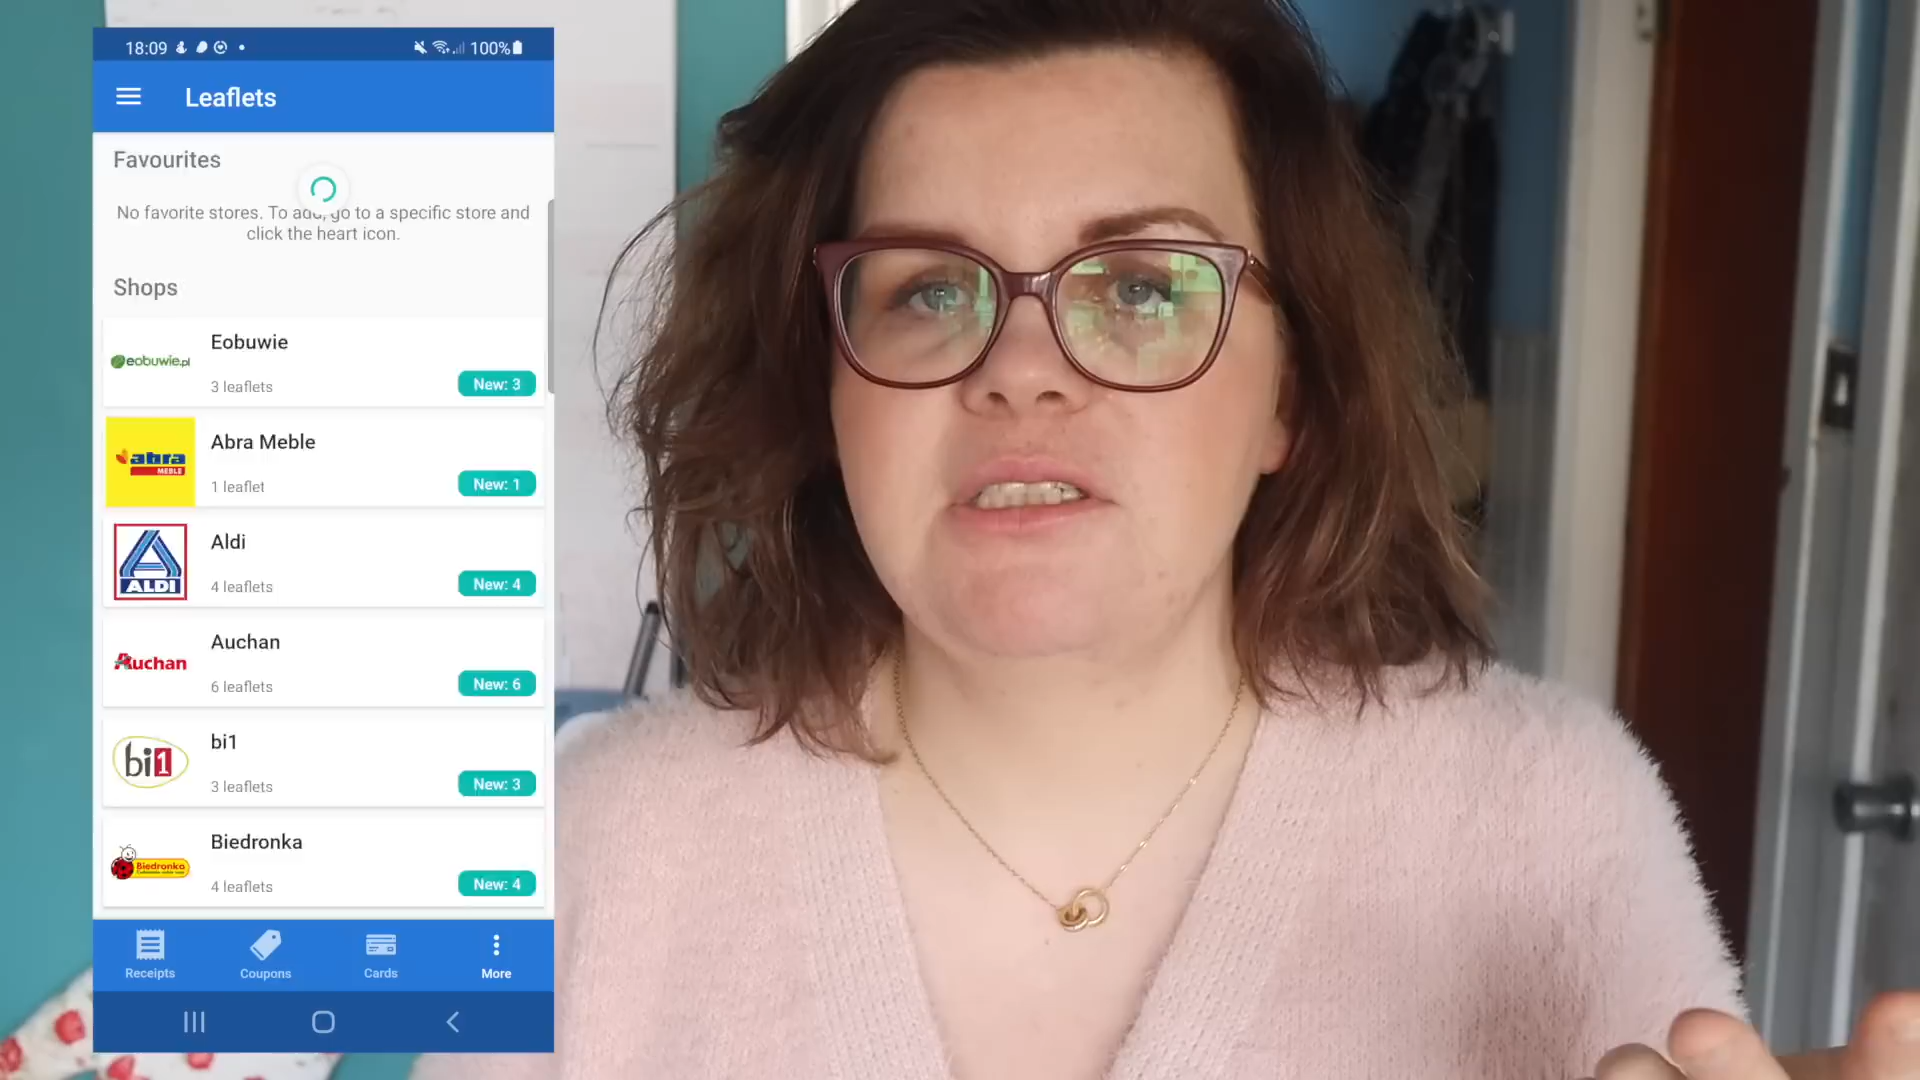 18:09
100%
Leaflets
Favourites
No favorite stores. To add, go to a specific store and
click the heart icon.
Shops
eobuwie.pl
Eobuwie
3 leaflets
New: 3
abra
MEBLE
Abra Meble
1 leaflet
New: 1
ALDI
Aldi
4 leaflets
New: 4
Auchan
Auchan
6 leaflets
New: 6
bi1
bi1
3 leaflets
New: 3
Biedronka
Biedronka
4 leaflets
New: 4
Receipts
Coupons
Cards
More